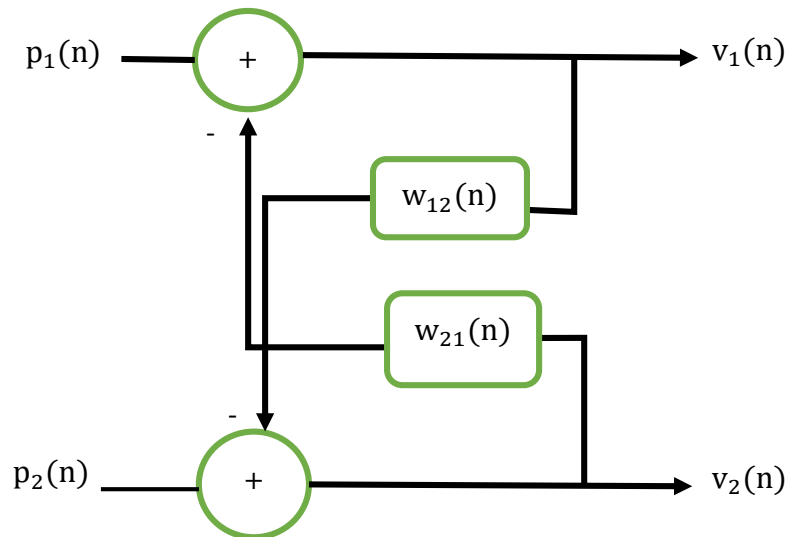 p₁(n) + v₁(n)
-
w₁₂(n)
w₂₁(n)
-
p₂(n) + v₂(n)